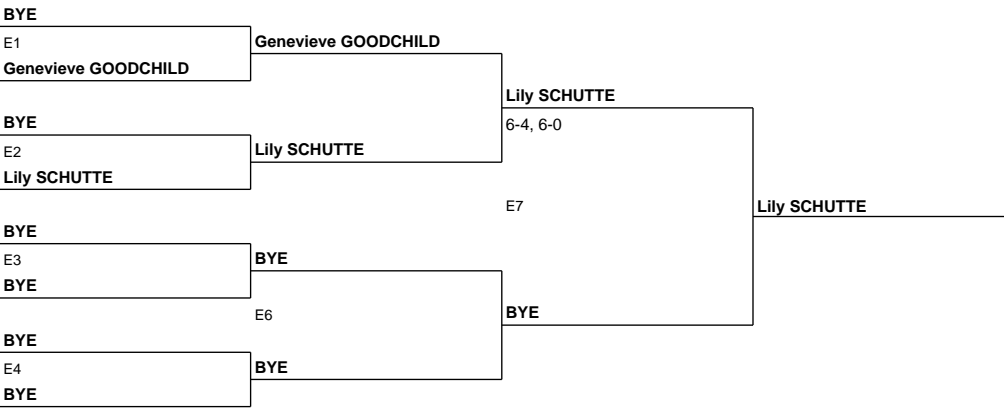 BYE
E1
Genevieve GOODCHILD
Genevieve GOODCHILD
BYE
E2
Lily SCHUTTE
Lily SCHUTTE
Lily SCHUTTE
6-4, 6-0
BYE
E3
BYE
BYE
E6
BYE
E4
BYE
BYE
BYE
E7
Lily SCHUTTE